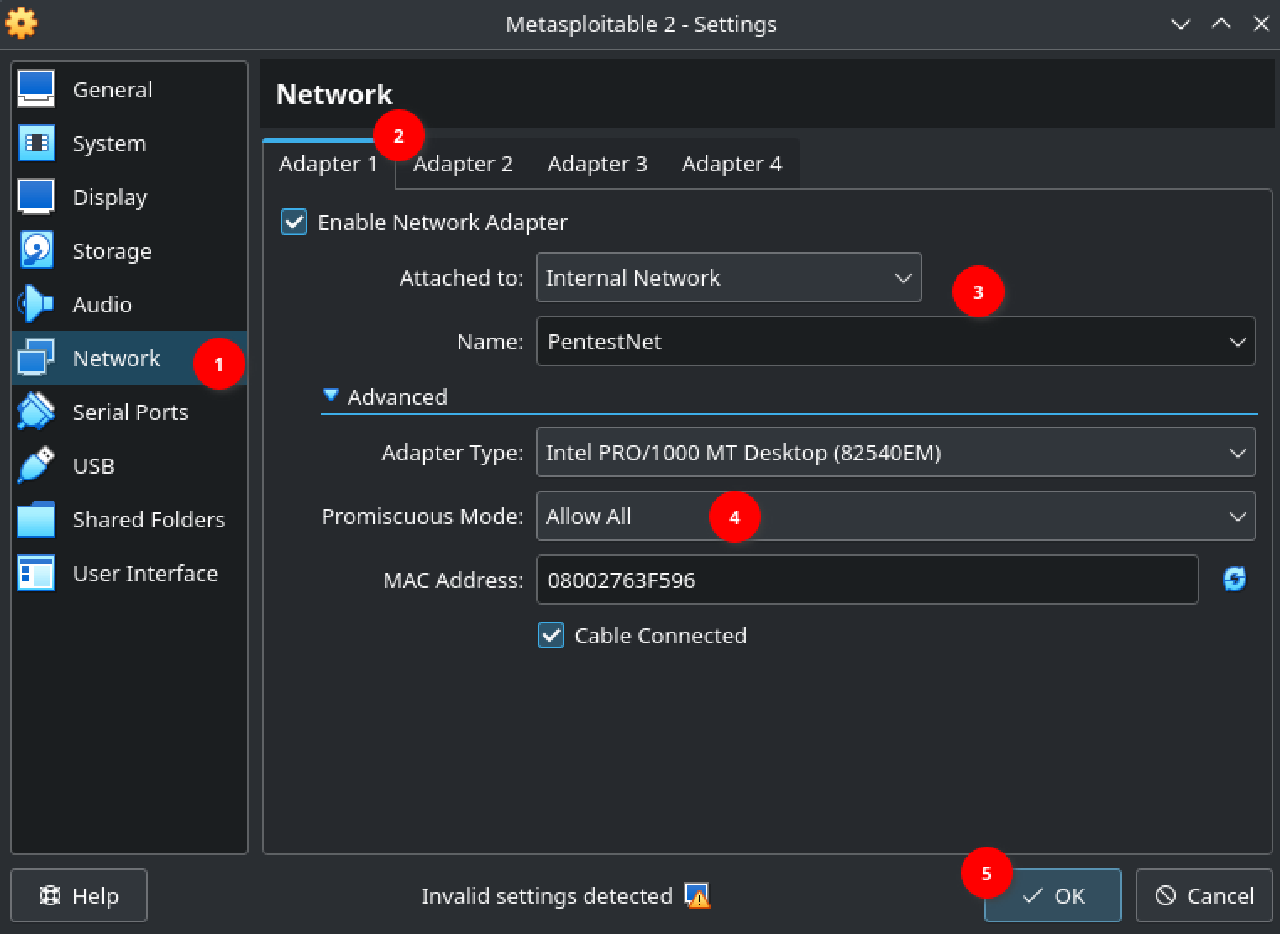 Metasploitable 2 - Settings
General
System
Display
Storage
Audio
Network
1
Serial Ports
USB
Shared Folders
User Interface
Network
2
Adapter 1 Adapter 2 Adapter 3 Adapter 4
Enable Network Adapter
Attached to: Internal Network
3
Name: PentestNet
Advanced
Adapter Type: Intel PRO/1000 MT Desktop (82540EM)
Promiscuous Mode: Allow All
4
MAC Address: 08002763F596
Cable Connected
Help
Invalid settings detected
5
OK
Cancel